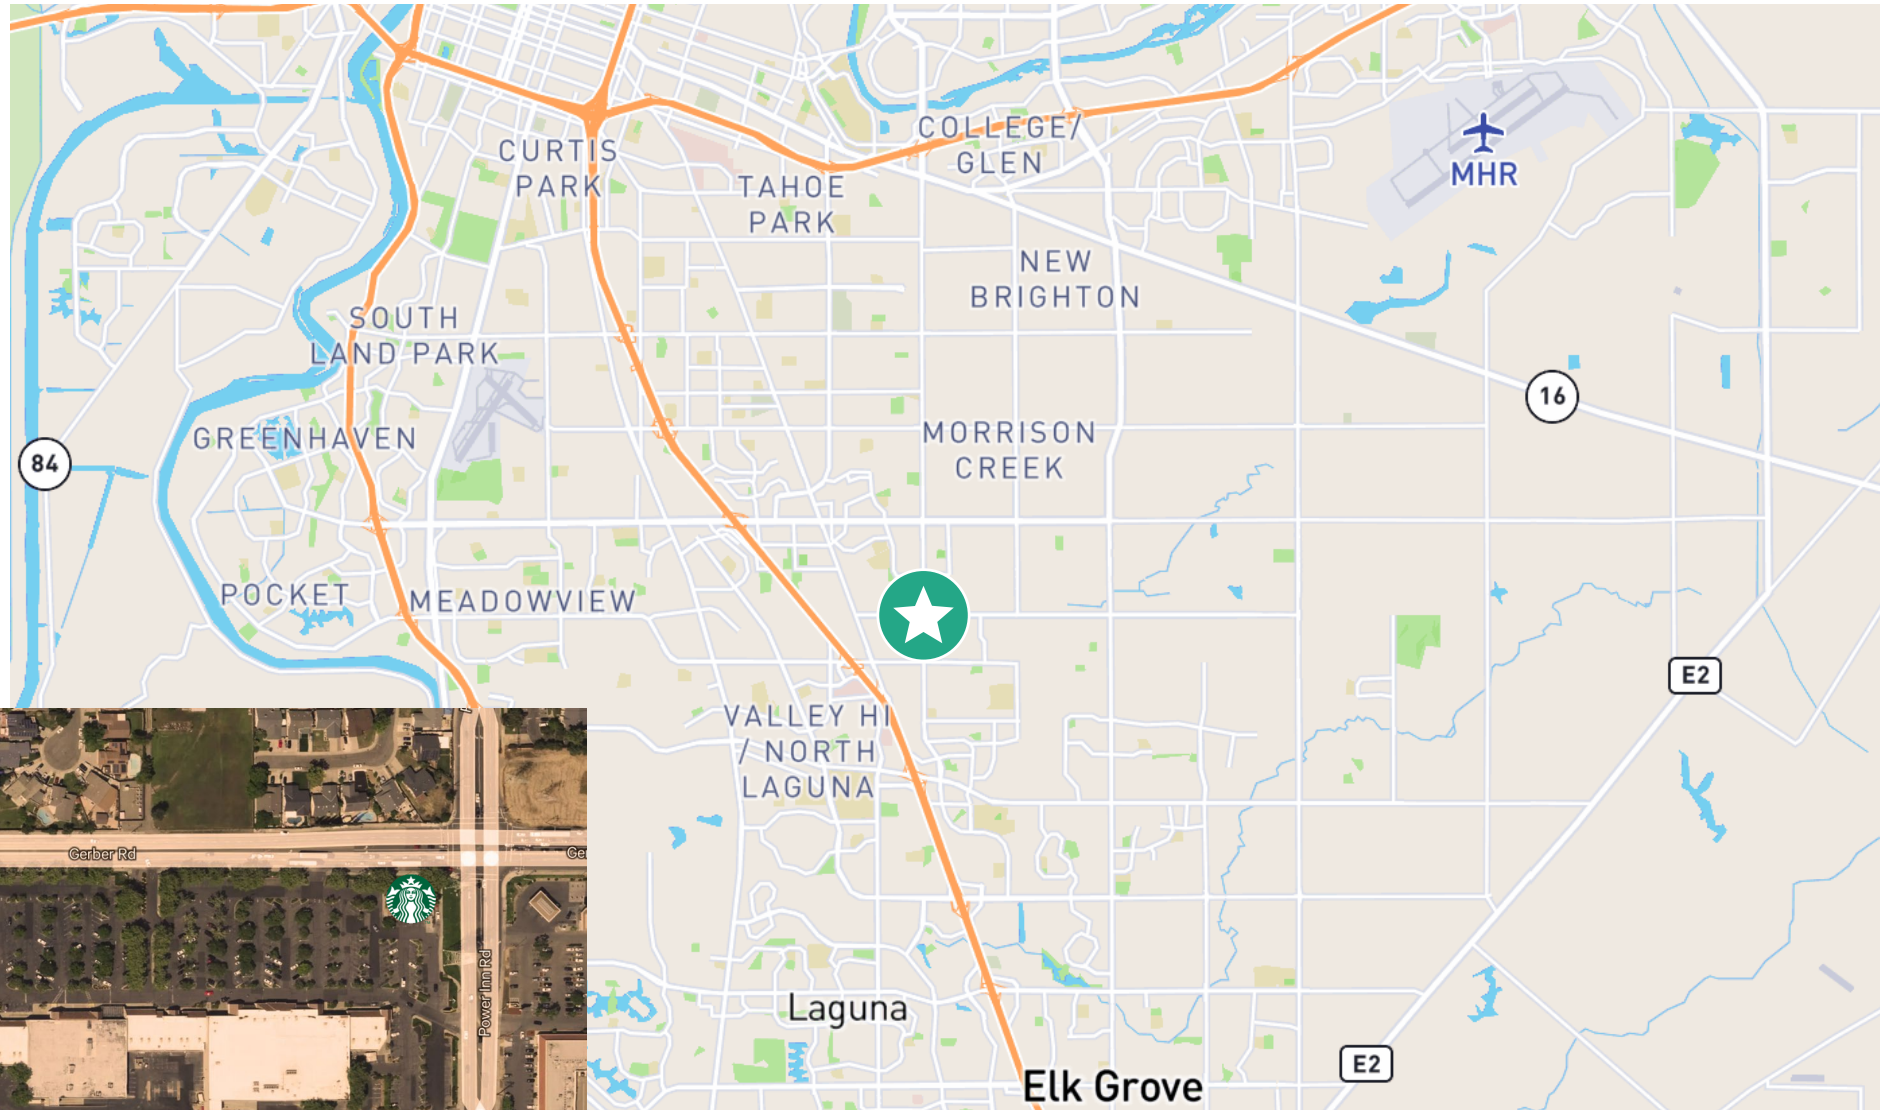 COLLEGE/
GLEN
CURTIS
PARK
TAHOE
PARK
MHR
NEW
BRIGHTON
SOUTH
LAND PARK
16
GREENHAVEN
MORRISON
CREEK
84
POCKET
MEADOWVIEW
E2
VALLEY HI
/ NORTH
LAGUNA
Gerber Rd
Ge
Power Inn Rd
Laguna
E2
Elk Grove